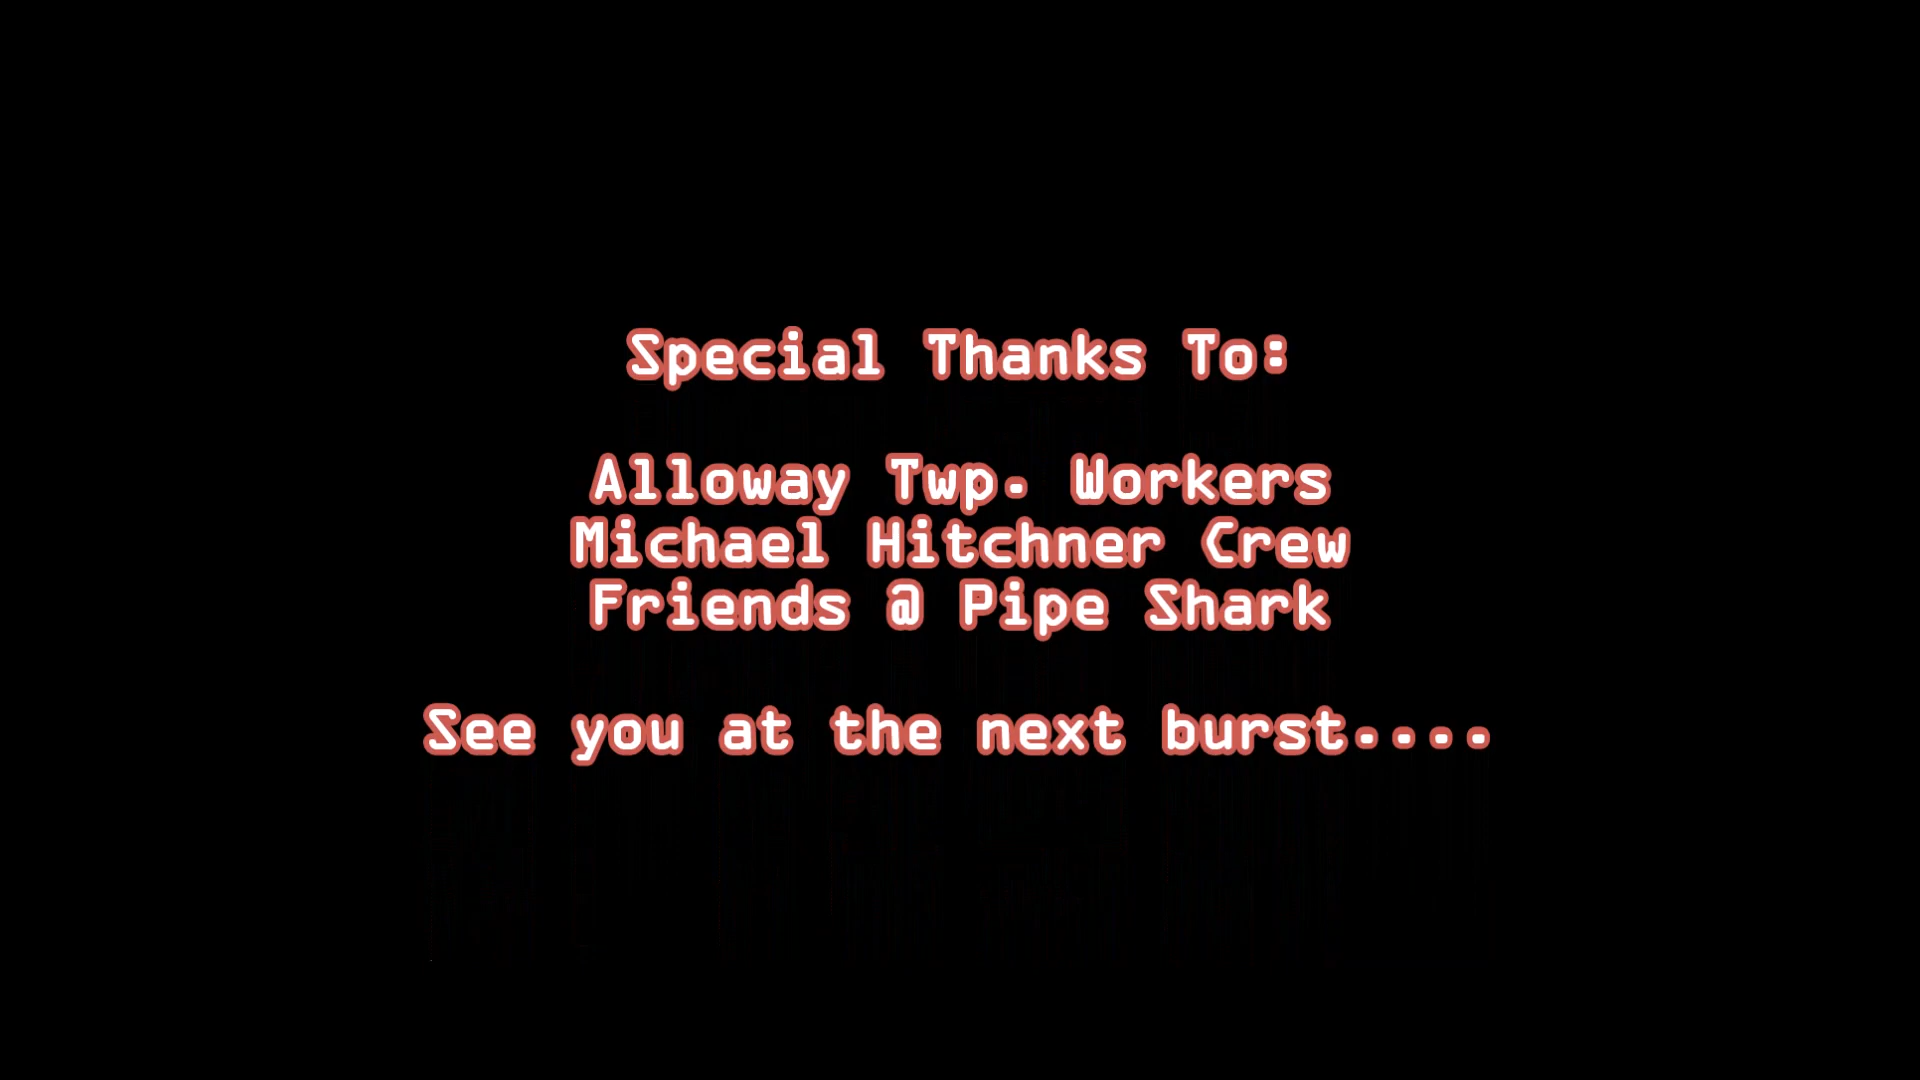 Special Thanks To:
Alloway Twp. Workers
Michael Hitchner Crew
Friends @ Pipe Shark
See you at the next burst....